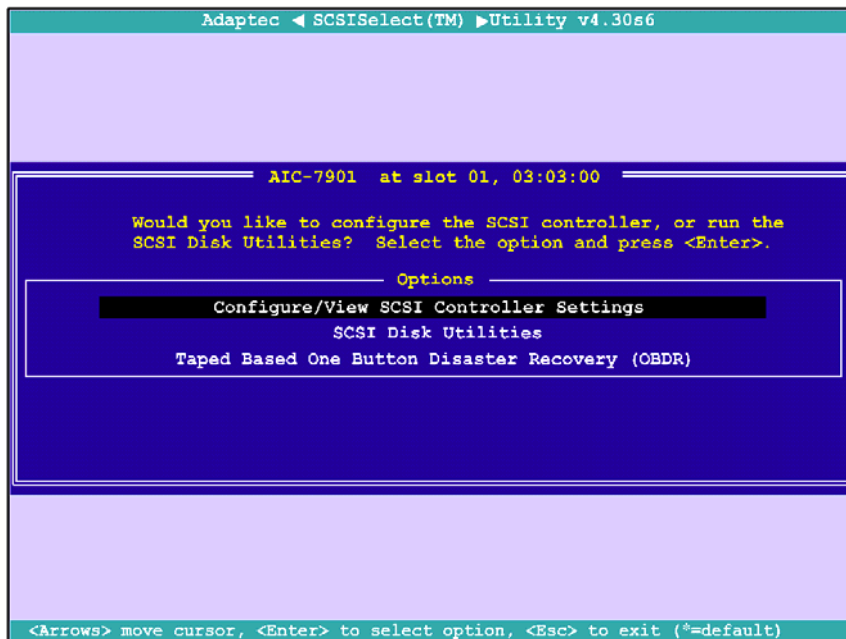 Adaptec ◄ SCSISelect(TM) ►Utility v4.30s6
AIC-7901 at slot 01, 03:03:00
Would you like to configure the SCSI controller, or run the
SCSI Disk Utilities? Select the option and press <Enter>.
Options
Configure/View SCSI Controller Settings
SCSI Disk Utilities
Taped Based One Button Disaster Recovery (OBDR)
<Arrows> move cursor, <Enter> to select option, <Esc> to exit (*=default)